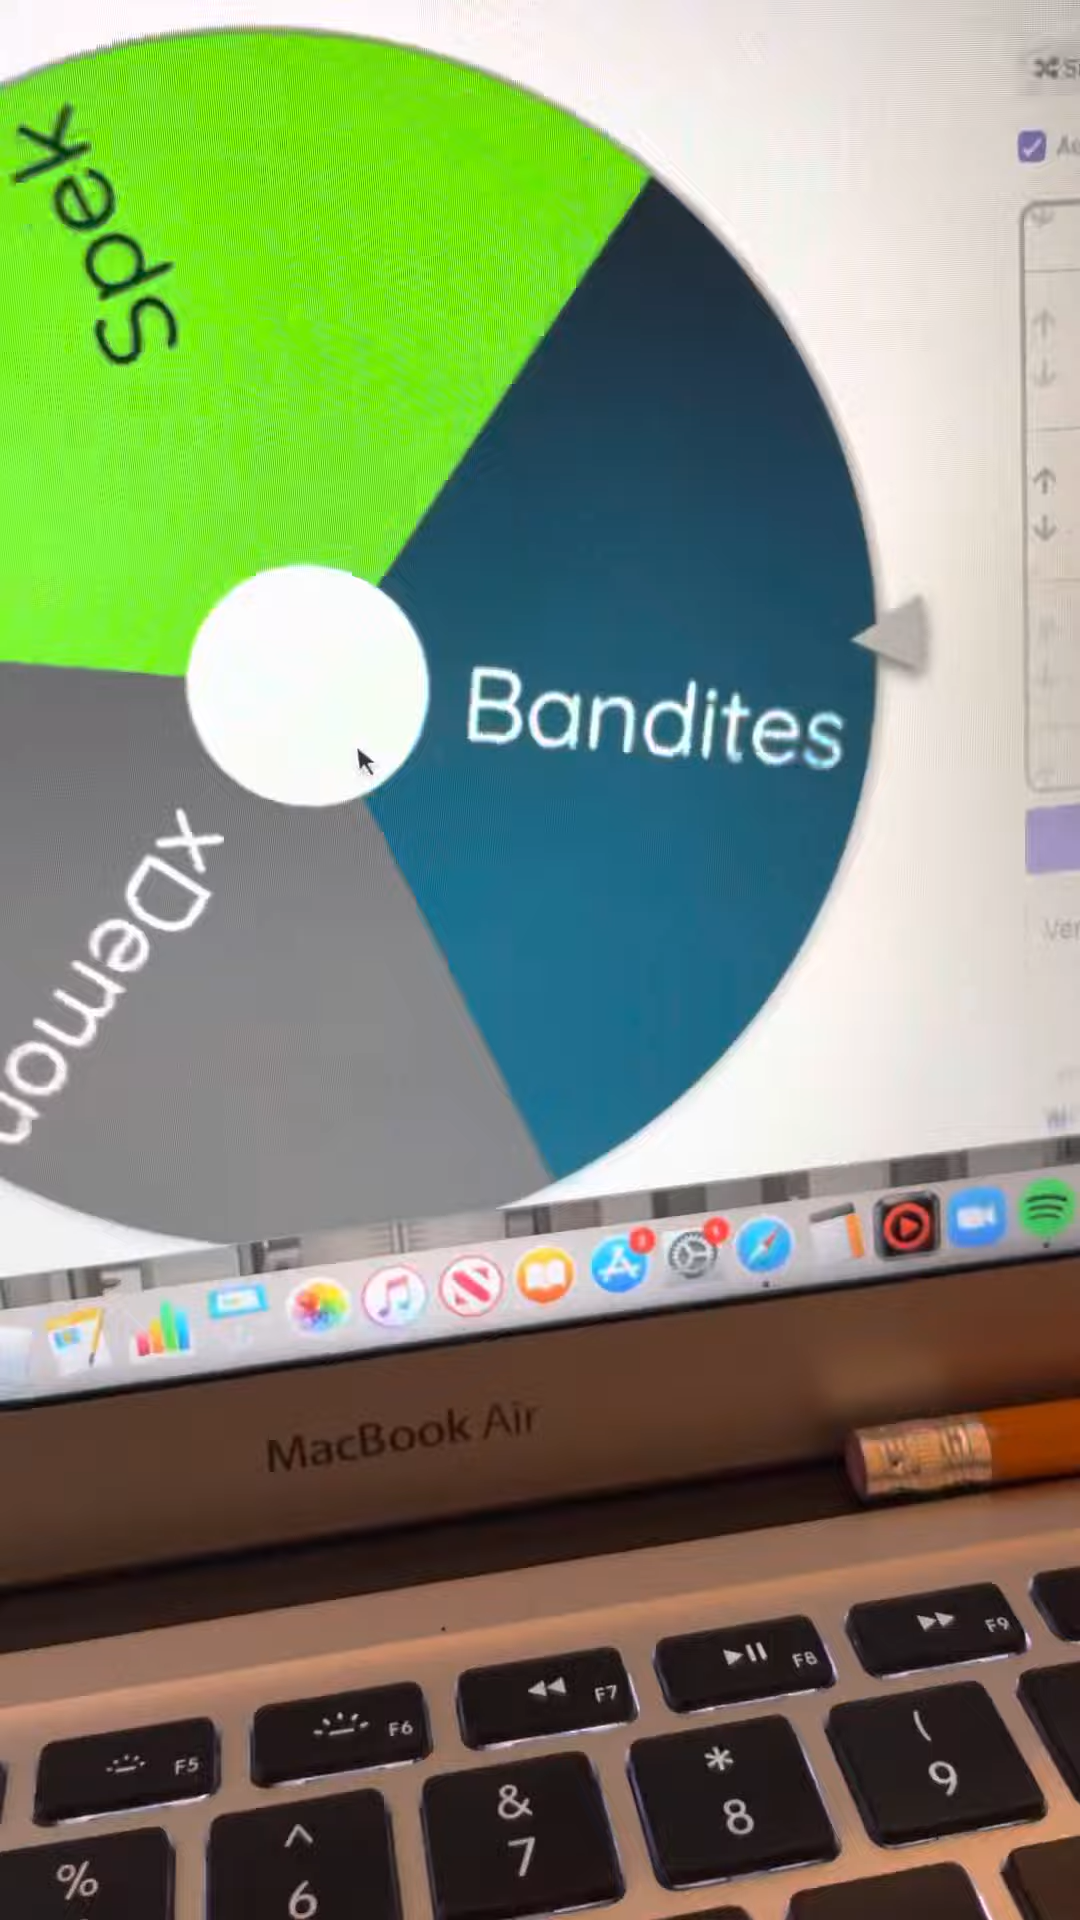 Spek
Bandites
xDemon
MacBook Air
F5
F6
F7
F8
F9
%
^
6
&
7
*
8
(
9